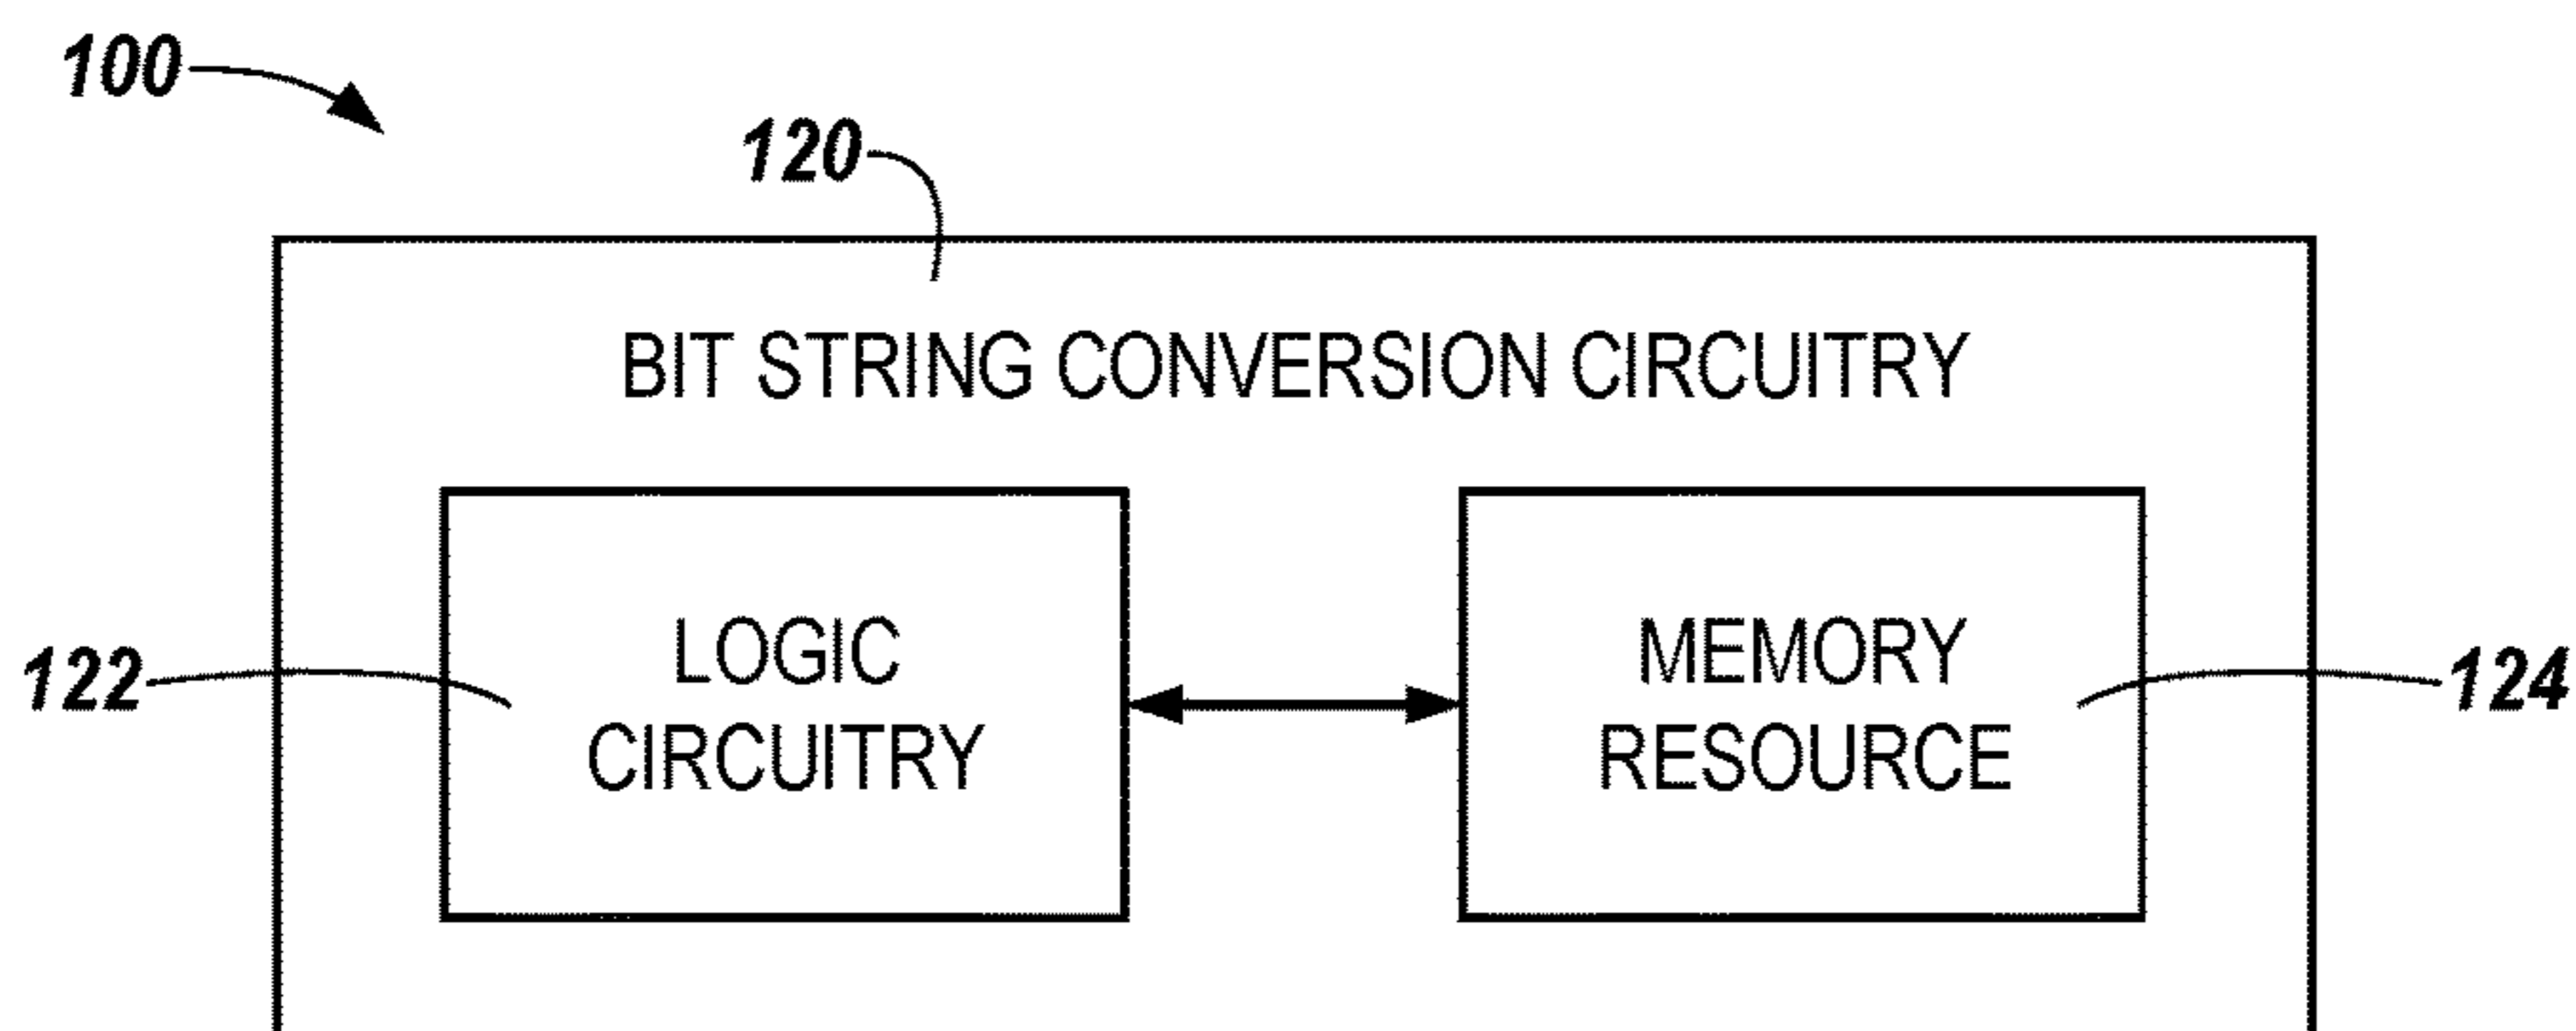 100
120
BIT STRING CONVERSION CIRCUITRY
122
LOGIC
CIRCUITRY
MEMORY
RESOURCE
124